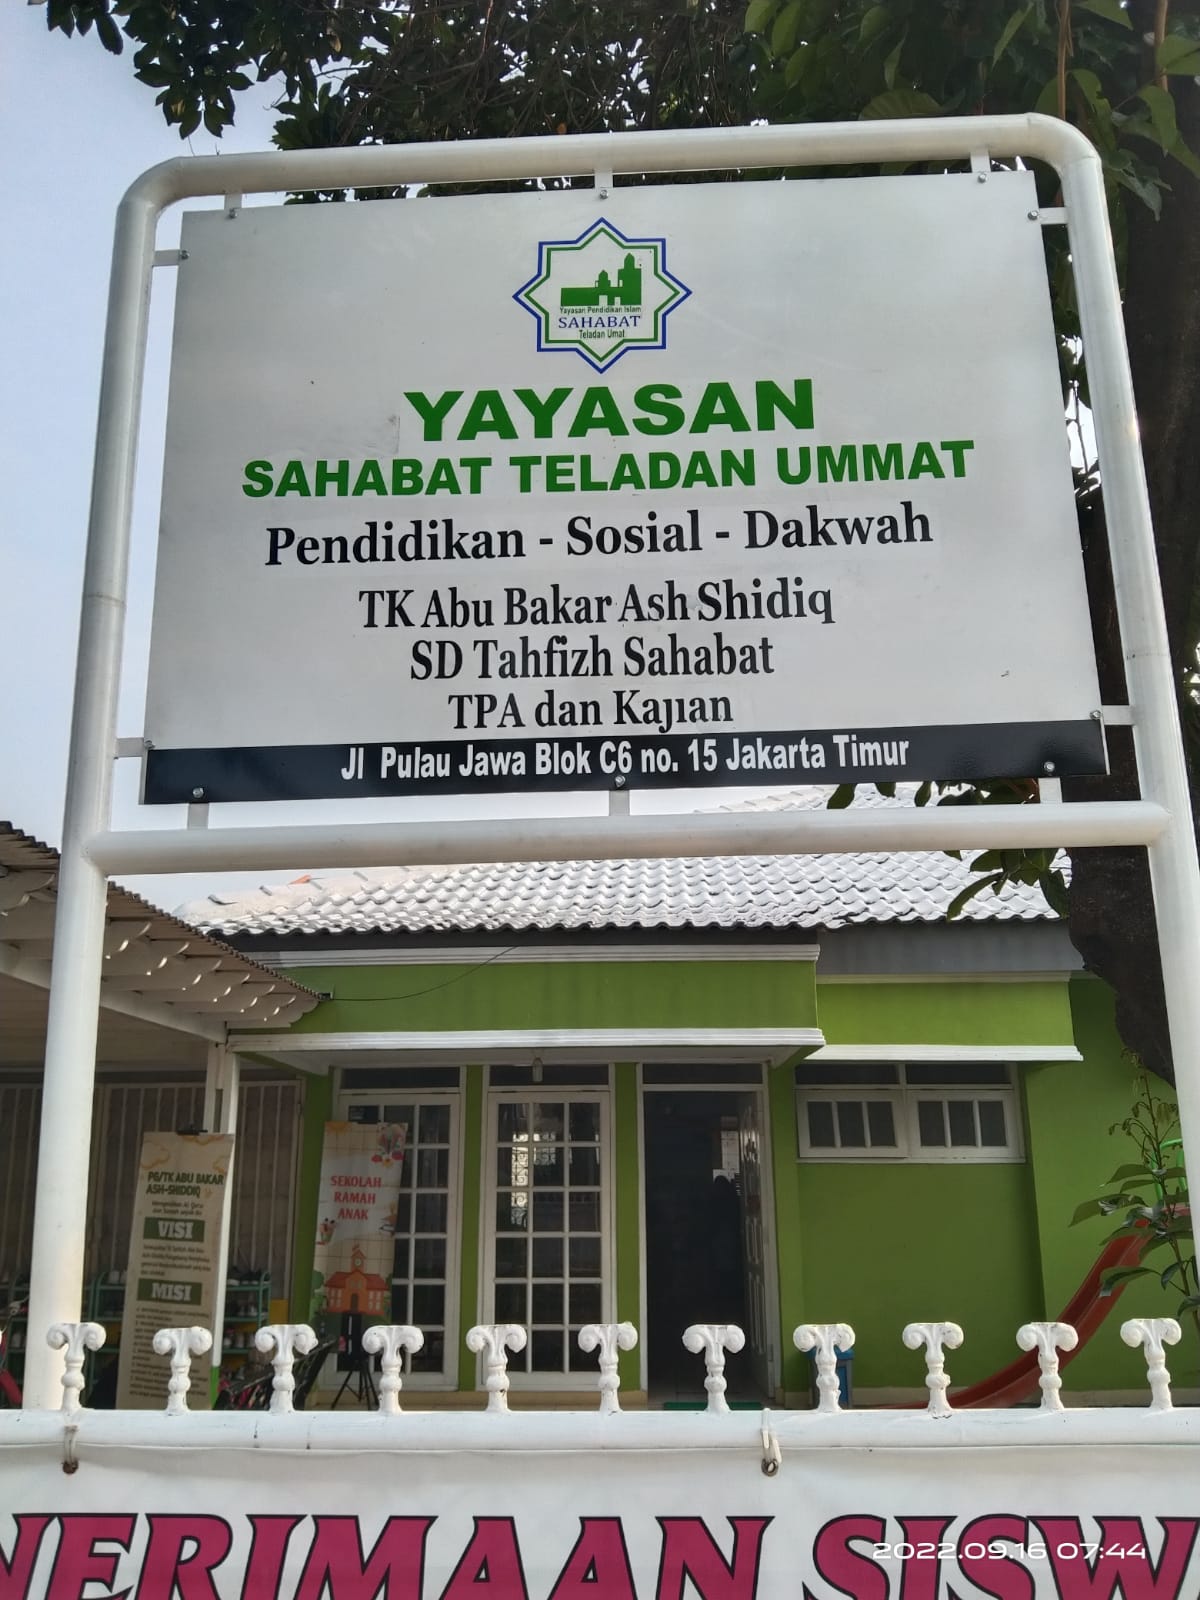 Yayasan Pendidikan Islam
SAHABAT
Teladan Umat
YAYASAN
SAHABAT TELADAN UMMAT
Pendidikan - Sosial - Dakwah
TK Abu Bakar Ash Shidiq
SD Tahfizh Sahabat
TPA dan Kajian
Jl Pulau Jawa Blok C6 no. 15 Jakarta Timur
PG/TK ABU BAKAR
ASH-SHIDDIQ
VISI
MISI
SEKOLAH
RAMAH
ANAK
NERIMAAN SISW
2022.09.16 07:44